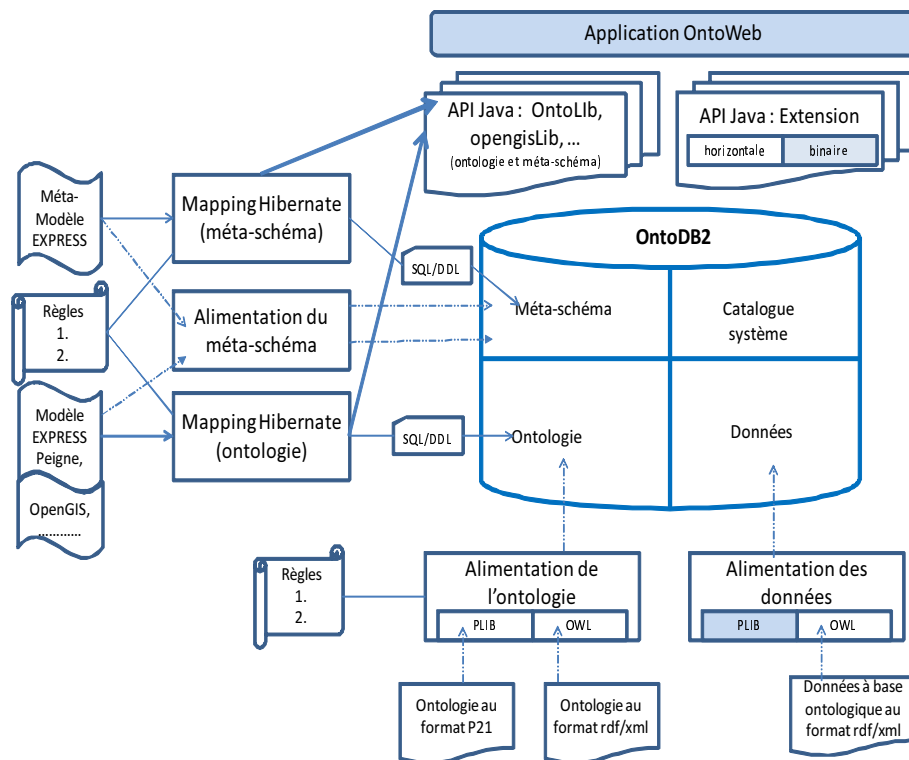 Application OntoWeb
API Java : OntoLIb,
opengisLib, ...
(ontologie et méta-schéma)
API Java : Extension
horizontale
binaire
Méta-
Modèle
EXPRESS
Mapping Hibernate
(méta-schéma)
OntoDB2
SQL/DDL
Règles
1.
2.
Alimentation du
méta-schéma
Méta-schéma
Catalogue
système
Modèle
EXPRESS
Peigne,
Mapping Hibernate
(ontologie)
SQL/DDL
Ontologie
Données
OpenGIS,
............
Règles
1.
2.
Alimentation de
l'ontologie
PLIB
OWL
Alimentation des
données
PLIB
OWL
Ontologie au
format P21
Ontologie au
format rdf/xml
Données à base
ontologique au
format rdf/xml